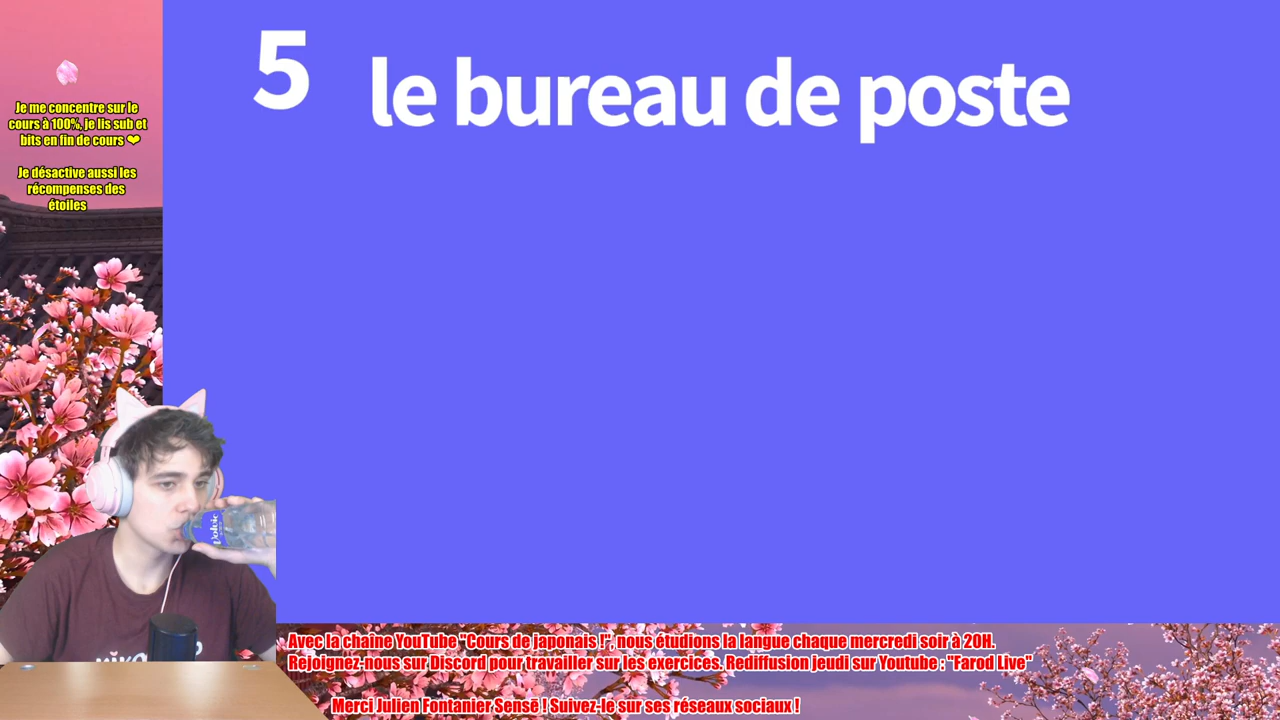 5 le bureau de poste
Je me concentre sur le
cours à 100%, je lis sub et
bits en fin de cours ❤
Je désactive aussi les
récompenses des
étoiles
Volvic
Avec la chaîne YouTube "Cours de japonais !", nous étudions la langue chaque mercredi soir à 20H.
Rejoignez-nous sur Discord pour travailler sur les exercices. Rediffusion jeudi sur Youtube : "Farod Live"
Merci Julien Fontanier Sensē ! Suivez-le sur ses réseaux sociaux !